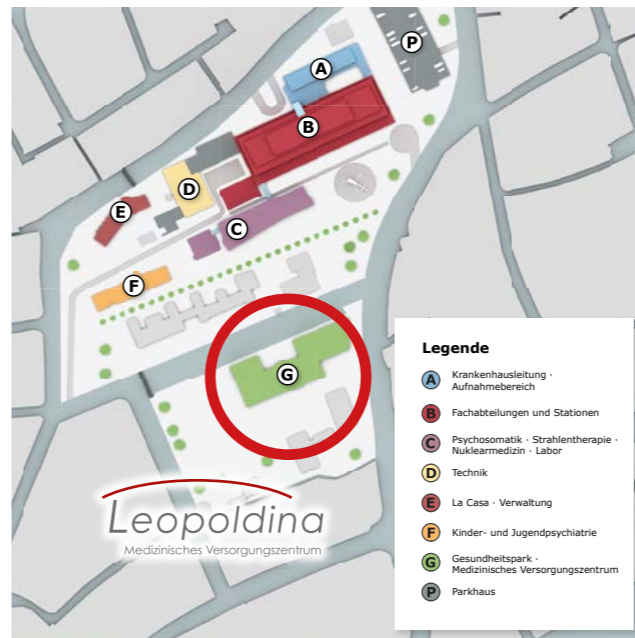 P
A
B
D
E
C
F
G
Leopoldina
Medizinisches Versorgungszentrum
Legende
A Krankenhausleitung ·
Aufnahmebereich
B Fachabteilungen und Stationen
C Psychosomatik · Strahlentherapie ·
Nuklearmedizin · Labor
D Technik
E La Casa · Verwaltung
F Kinder- und Jugendpsychiatrie
G Gesundheitspark ·
Medizinisches Versorgungszentrum
P Parkhaus